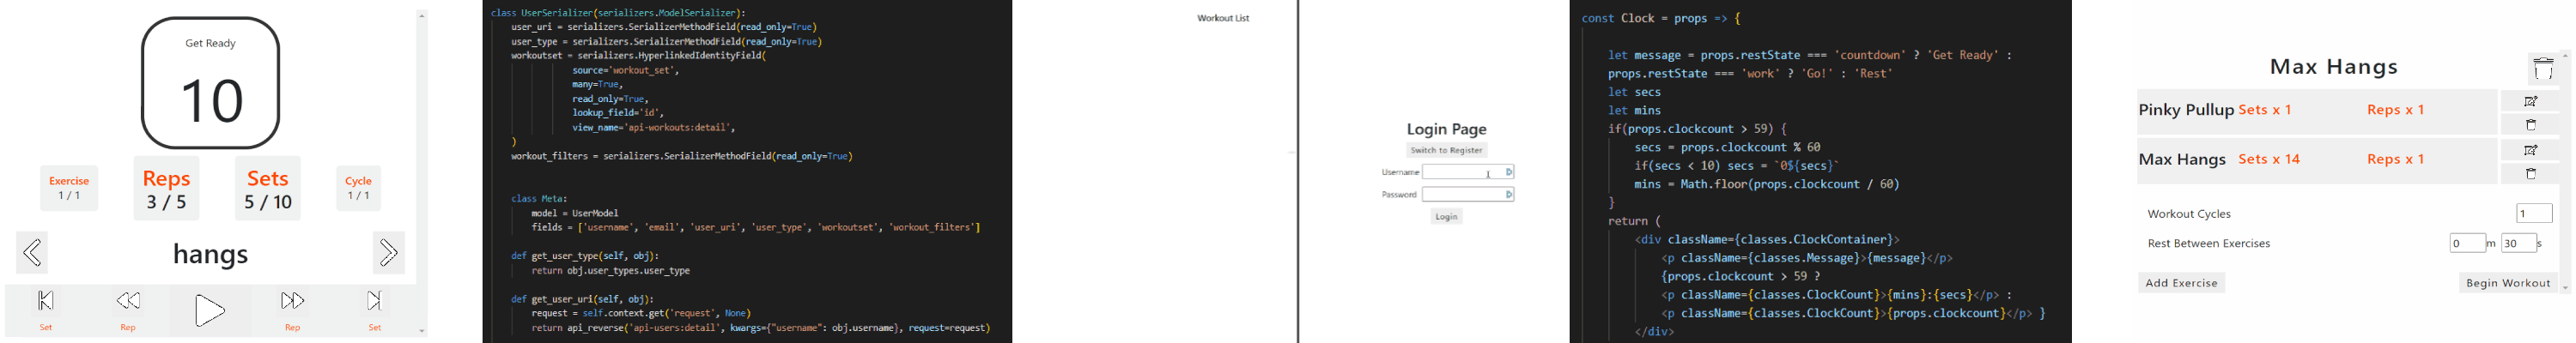 Get Ready
10
Exercise
1 / 1
Reps
3 / 5
Sets
5 / 10
Cycle
1 / 1
hangs
Set
Rep
Rep
Set
class UserSerializer(serializers.ModelSerializer):
user_uri = serializers.SerializerMethodField(read_only=True)
user_type = serializers.SerializerMethodField(read_only=True)
workoutset = serializers.HyperlinkedIdentityField(
source='workout_set',
many=True,
read_only=True,
lookup_field='id',
view_name='api-workouts:detail',
)
workout_filters = serializers.SerializerMethodField(read_only=True)
class Meta:
model = UserModel
fields = ['username', 'email', 'user_uri', 'user_type', 'workoutset', 'workout_filters']
def get_user_type(self, obj):
return obj.user_types.user_type
def get_user_uri(self, obj):
request = self.context.get('request', None)
return api_reverse('api-users:detail', kwargs={"username": obj.username}, request=request)
Workout List
Login Page
Switch to Register
Username
Password
Login
const Clock = props => {
let message = props.restState === 'countdown' ? 'Get Ready' :
props.restState === 'work' ? 'Go!' : 'Rest'
let secs
let mins
if(props.clockcount > 59) {
secs = props.clockcount % 60
if(secs < 10) secs = `0${secs}`
mins = Math.floor(props.clockcount / 60)
}
return (
<div className={classes.ClockContainer}>
<p className={classes.Message}>{message}</p>
{props.clockcount > 59 ?
<p className={classes.ClockCount}>{mins}:{secs}</p> :
<p className={classes.ClockCount}>{props.clockcount}</p> }
</div>
Max Hangs
Pinky Pullup Sets x 1 Reps x 1
Max Hangs Sets x 14 Reps x 1
Workout Cycles 1
Rest Between Exercises 0 m 30 s
Add Exercise Begin Workout